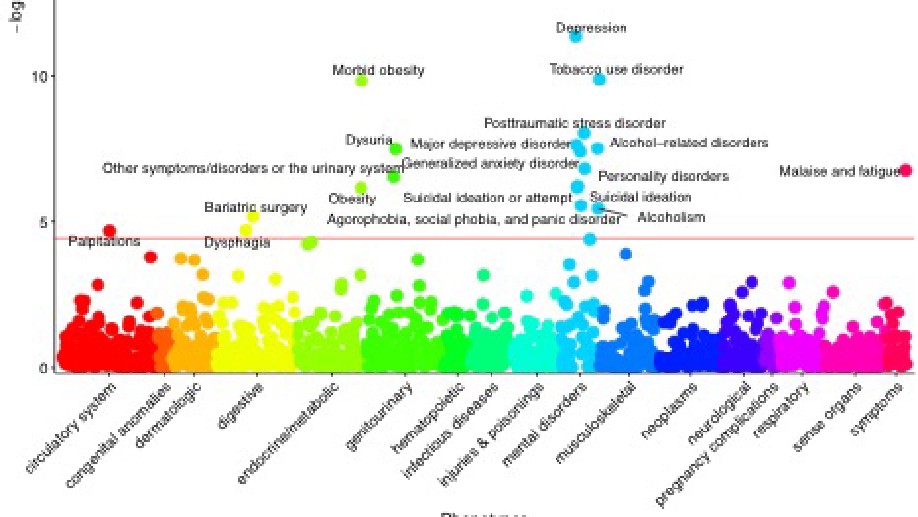 −log
Depression
Morbid obesity
Tobacco use disorder
10
Posttraumatic stress disorder
Dysuria
Major depressive disorder
Alcohol−related disorders
Other symptoms/disorders or the urinary system
Generalized anxiety disorder
Malaise and fatigue
Personality disorders
Obesity
Suicidal ideation or attempt
Suicidal ideation
Bariatric surgery
Agorophobia, social phobia, and panic disorder
Alcoholism
5
Palpitations
Dysphagia
0
circulatory system
congenital anomalies
dermatologic
digestive
endocrine/metabolic
genitourinary
hematopoietic
infectious diseases
injuries & poisonings
mental disorders
musculoskeletal
neoplasms
neurological
pregnancy complications
respiratory
sense organs
symptoms